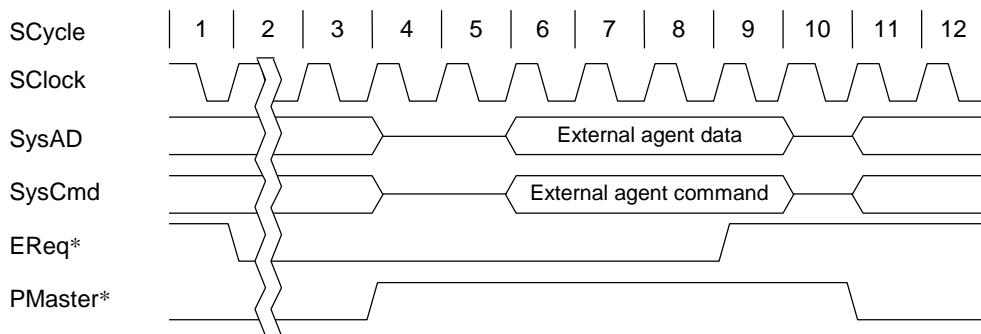 SCycle 1 2 3 4 5 6 7 8 9 10 11 12
SClock
SysAD External agent data
SysCmd External agent command
EReq*
PMaster*